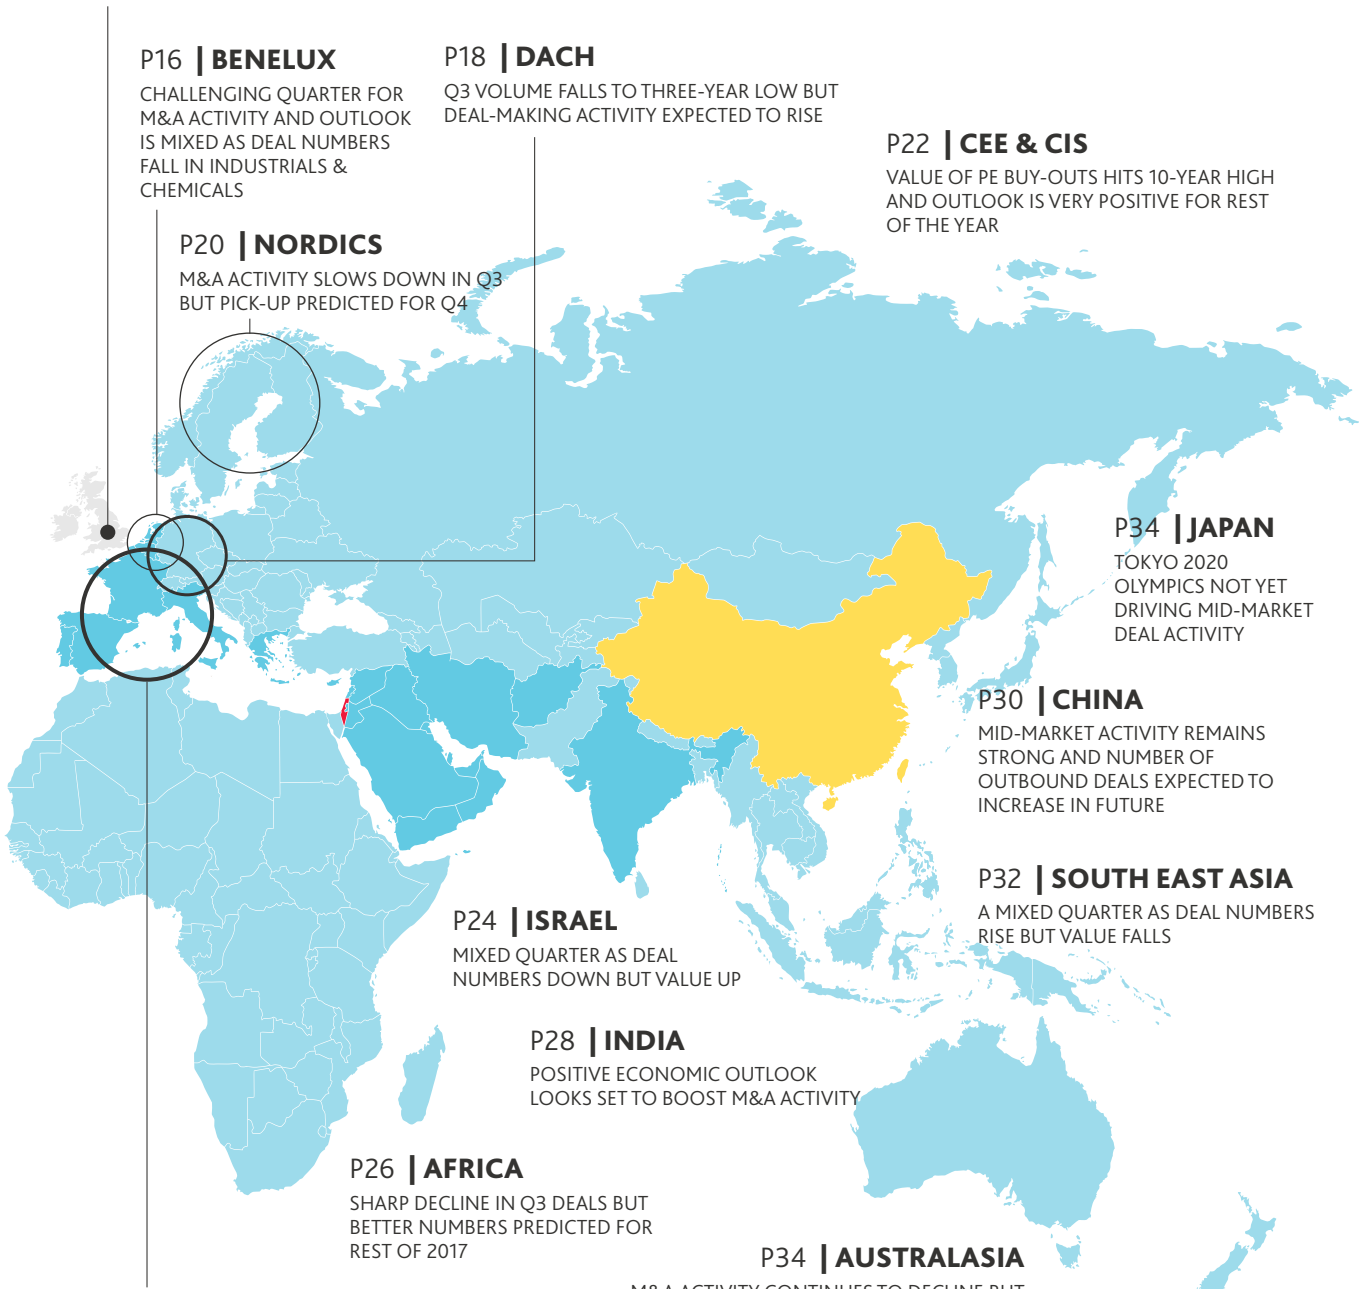 P16 | BENELUX
CHALLENGING QUARTER FOR
M&A ACTIVITY AND OUTLOOK
IS MIXED AS DEAL NUMBERS
FALL IN INDUSTRIALS &
CHEMICALS
P18 | DACH
Q3 VOLUME FALLS TO THREE-YEAR LOW BUT
DEAL-MAKING ACTIVITY EXPECTED TO RISE
P22 | CEE & CIS
VALUE OF PE BUY-OUTS HITS 10-YEAR HIGH
AND OUTLOOK IS VERY POSITIVE FOR REST
OF THE YEAR
P20 | NORDICS
M&A ACTIVITY SLOWS DOWN IN Q3
BUT PICK-UP PREDICTED FOR Q4
P34 | JAPAN
TOKYO 2020
OLYMPICS NOT YET
DRIVING MID-MARKET
DEAL ACTIVITY
P30 | CHINA
MID-MARKET ACTIVITY REMAINS
STRONG AND NUMBER OF
OUTBOUND DEALS EXPECTED TO
INCREASE IN FUTURE
P32 | SOUTH EAST ASIA
A MIXED QUARTER AS DEAL NUMBERS
RISE BUT VALUE FALLS
P24 | ISRAEL
MIXED QUARTER AS DEAL
NUMBERS DOWN BUT VALUE UP
P28 | INDIA
POSITIVE ECONOMIC OUTLOOK
LOOKS SET TO BOOST M&A ACTIVITY
P26 | AFRICA
SHARP DECLINE IN Q3 DEALS BUT
BETTER NUMBERS PREDICTED FOR
REST OF 2017
P34 | AUSTRALASIA
M&A ACTIVITY CONTINUES TO DECLINE BUT